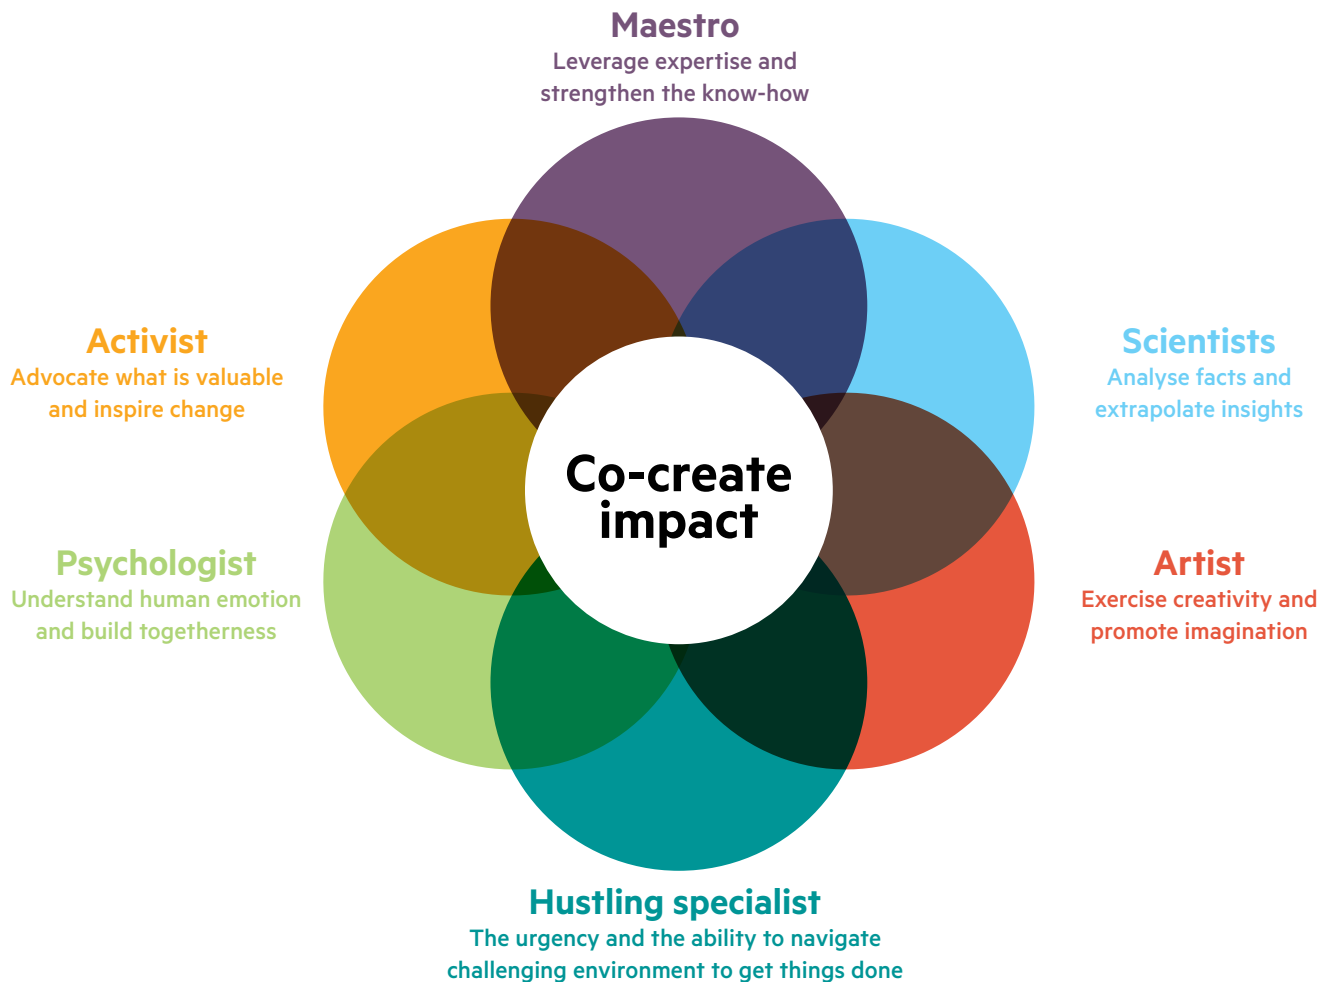 Maestro
Leverage expertise and
strengthen the know-how
Activist
Advocate what is valuable
and inspire change
Scientists
Analyse facts and
extrapolate insights
Co-create
impact
Psychologist
Understand human emotion
and build togetherness
Artist
Exercise creativity and
promote imagination
Hustling specialist
The urgency and the ability to navigate
challenging environment to get things done